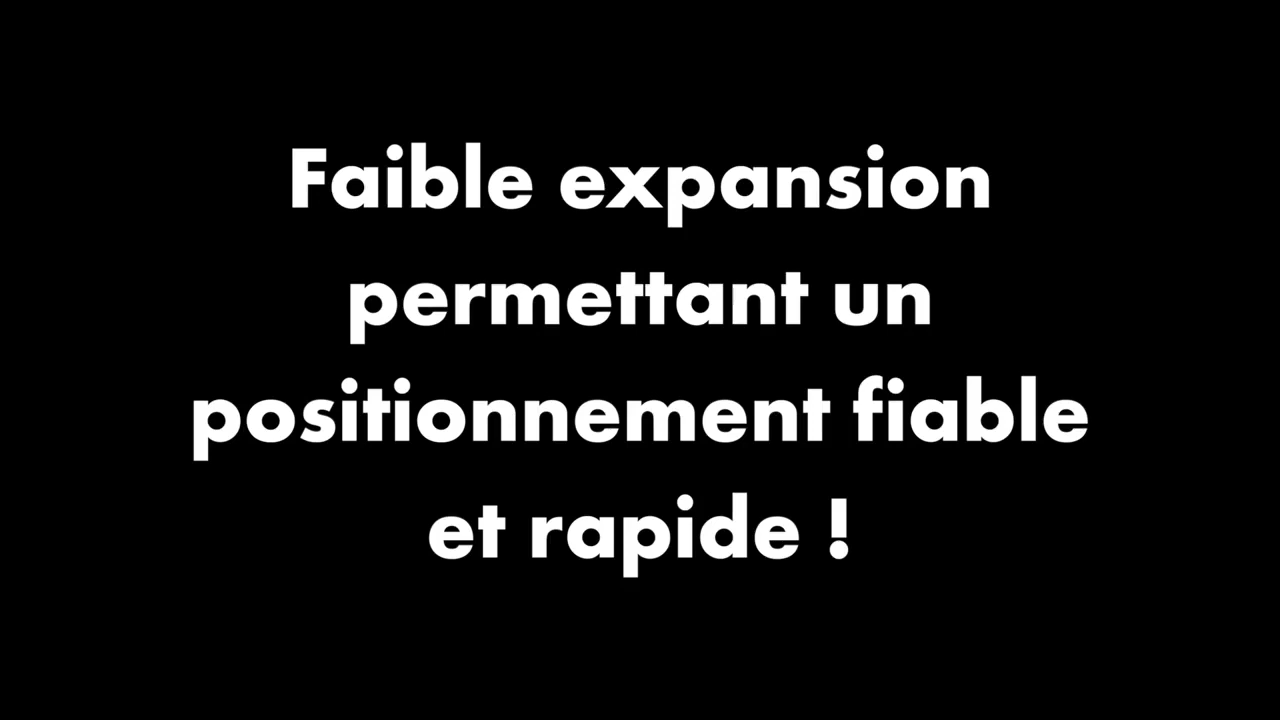 Faible expansion
permettant un
positionnement fiable
et rapide !